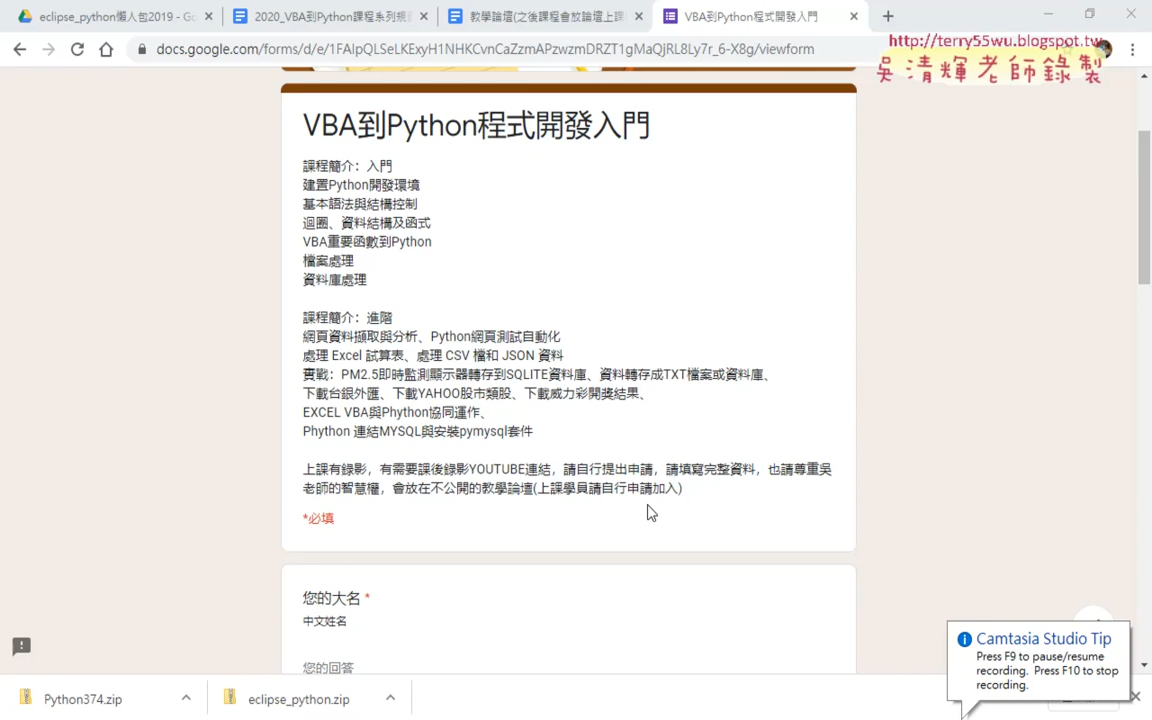 eclipse_python懶人包2019 - Go
2020_VBA到Python課程系列規
教學論壇(之後課程會放論壇上課
VBA到Python程式開發入門
docs.google.com/forms/d/e/1FAIpQLSeLKExyH1NHKCvnCaZzmAPzwzmDRZT1gMaQjRL8Ly7r_6-X8g/viewform
http://terry55wu.blogspot.tw
吳清輝老師錄製
VBA到Python程式開發入門
課程簡介：入門
建置Python開發環境
基本語法與結構控制
迴圈、資料結構及函式
VBA重要函數到Python
檔案處理
資料庫處理
課程簡介：進階
網頁資料擷取與分析、Python網頁測試自動化
處理 Excel 試算表、處理 CSV 檔和 JSON 資料
實戰：PM2.5即時監測顯示器轉存到SQLITE資料庫、資料轉存成TXT檔案或資料庫、
下載台銀外匯、下載YAHOO股市類股、下載威力彩開獎結果、
EXCEL VBA與Phython協同運作、
Phython 連結MYSQL與安裝pymysql套件
上課有錄影，有需要課後錄影YOUTUBE連結，請自行提出申請，請填寫完整資料，也請尊重吳
老師的智慧權，會放在不公開的教學論壇(上課學員請自行申請加入)
*必填
您的大名 *
中文姓名
您的回答
Camtasia Studio Tip
Press F9 to pause/resume
recording. Press F10 to stop
recording.
Python374.zip
eclipse_python.zip